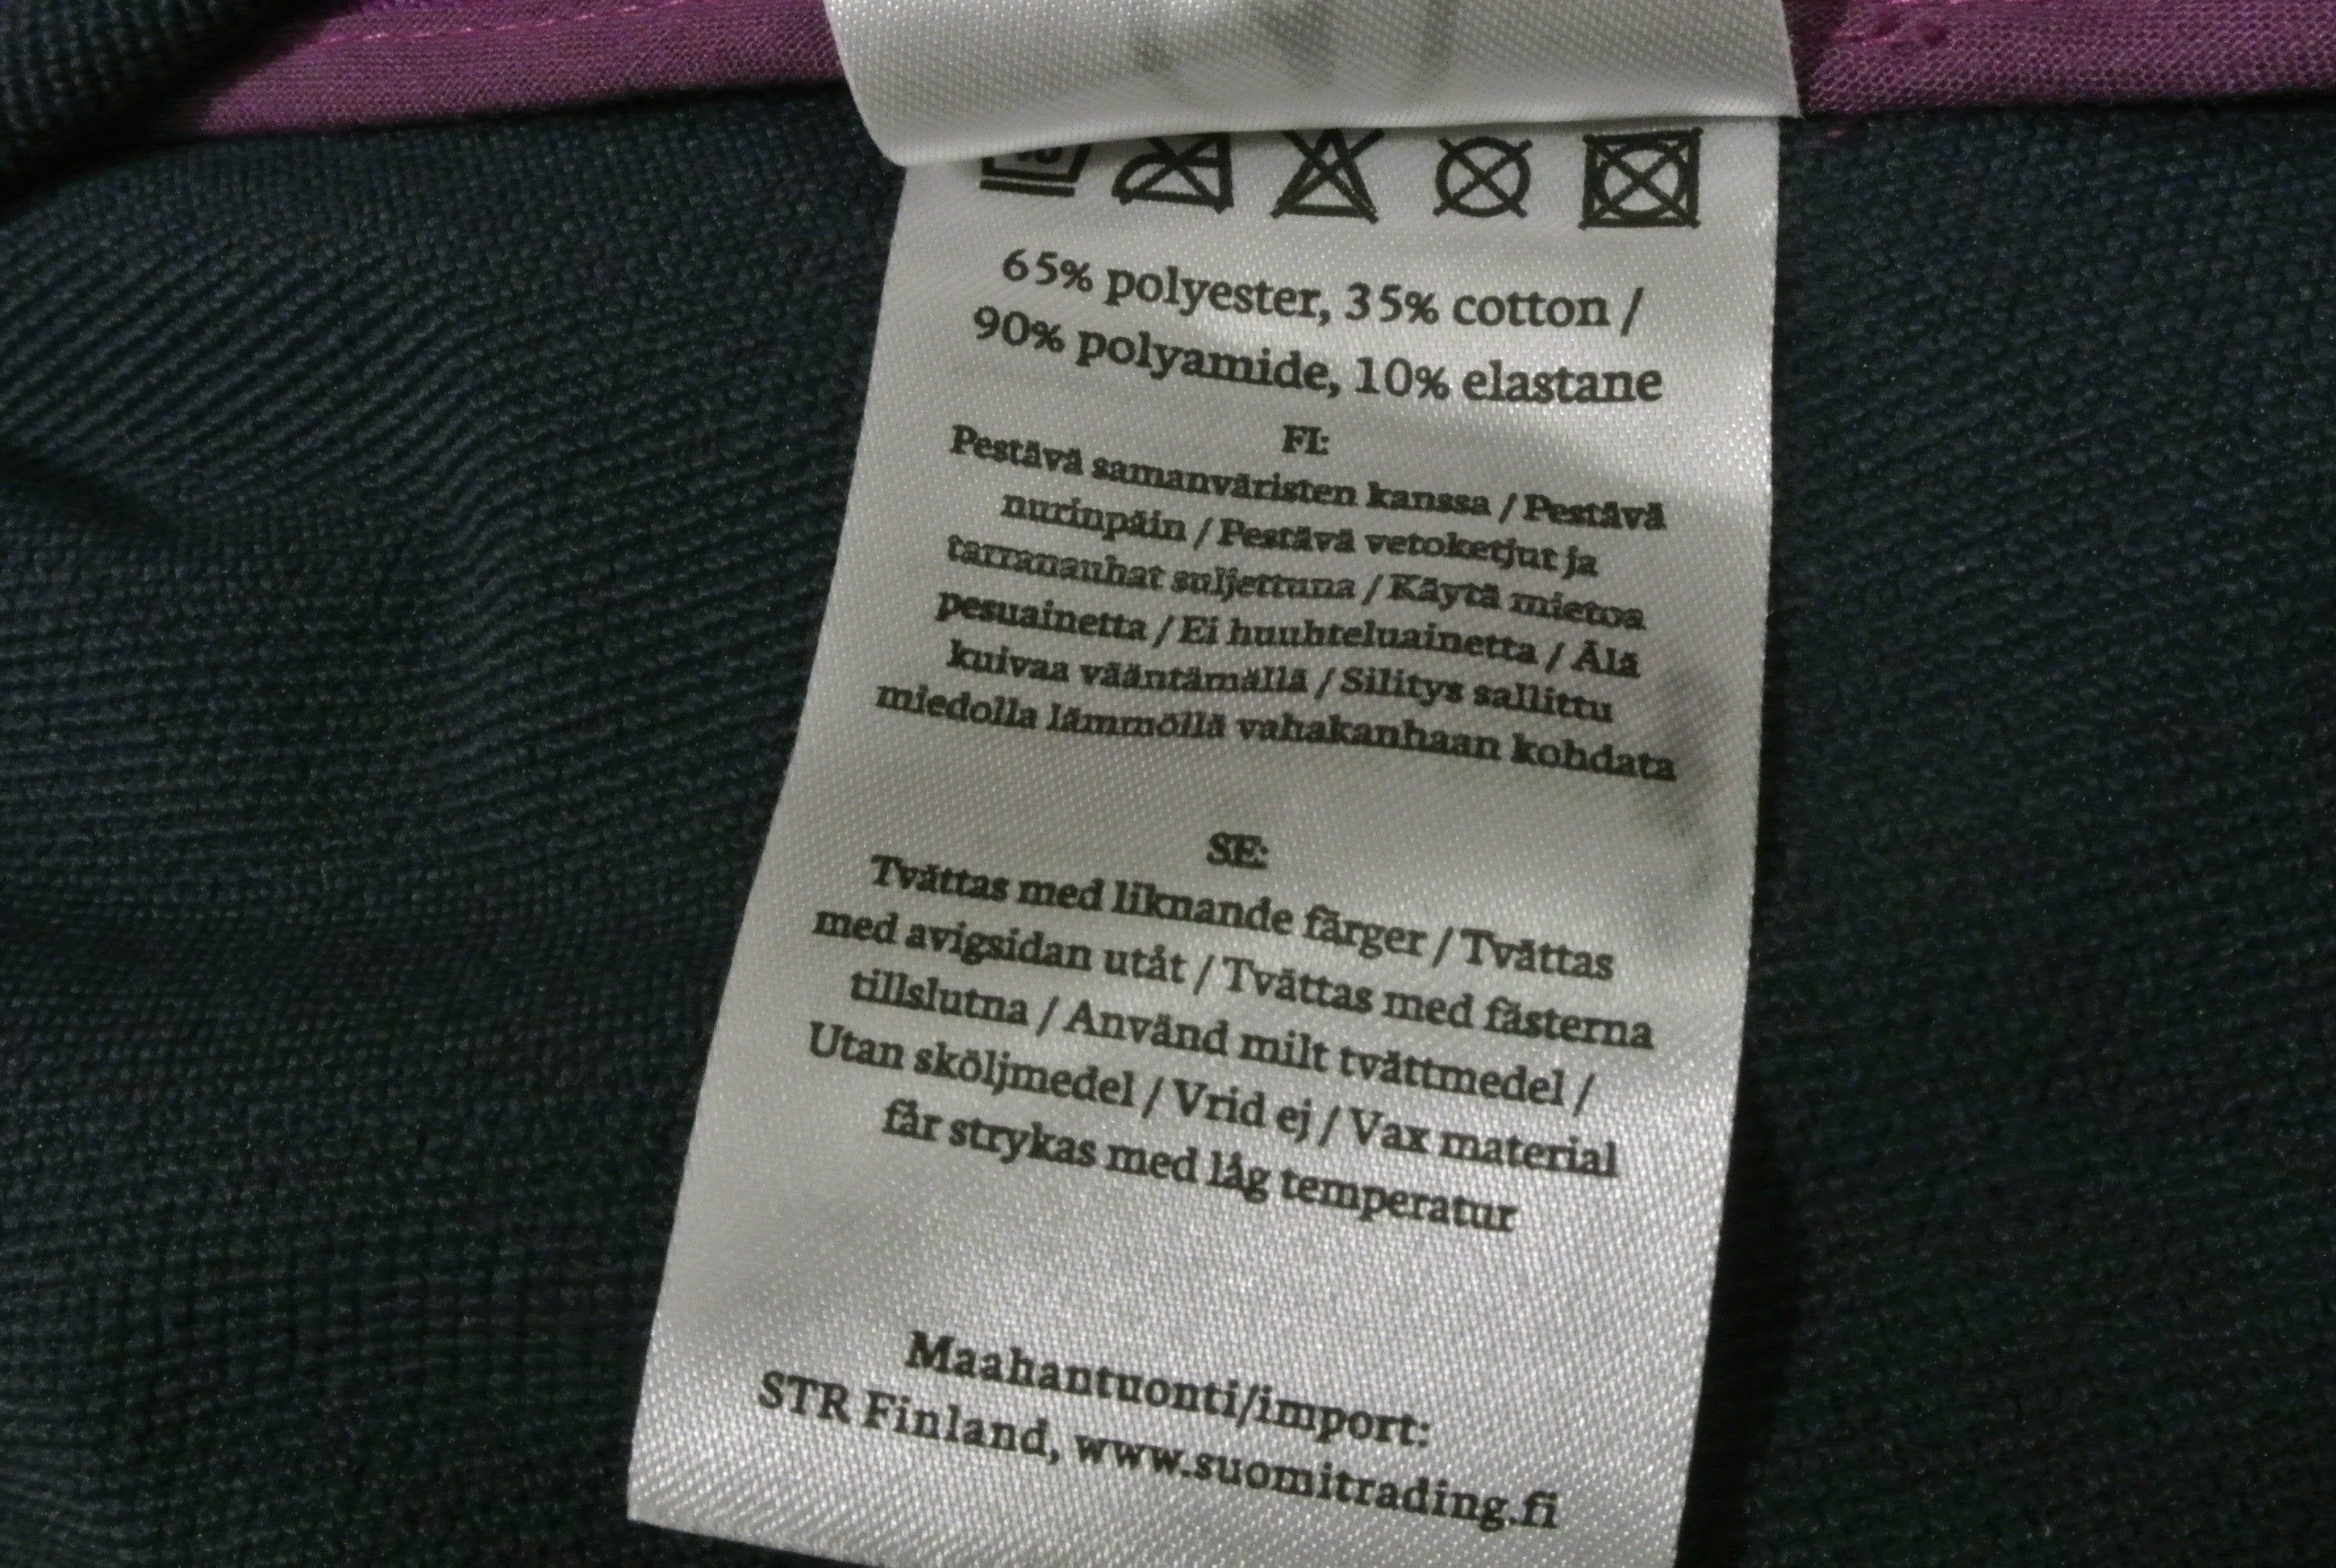 65% polyester, 35% cotton /
90% polyamide, 10% elastane
FI:
Pestävä samanväristen kanssa / Pestävä
nurinpäin / Pestävä vetoketjut ja
tarranauhat suljettuna / Käytä mietoa
pesuainetta / Ei huuhteluainetta / Älä
kuivaa vääntämällä / Silitys sallittu
miedolla lämmöllä vahakanhaan kohdata
SE:
Tvättas med liknande färger / Tvättas
med avigsidan utåt / Tvättas med fästerna
tillslutna / Använd milt tvättmedel /
Utan sköljmedel / Vrid ej / Vax material
får strykas med låg temperatur
Maahantuonti/import:
STR Finland, www.suomitrading.fi